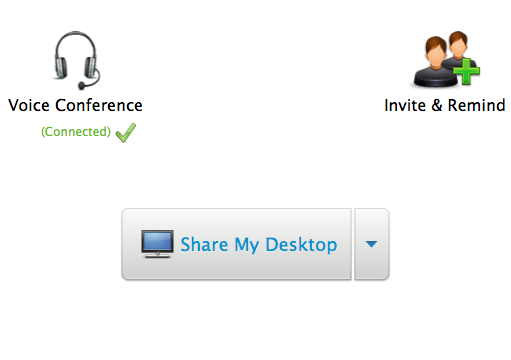 Voice Conference
Invite & Remind
(Connected)
Share My Desktop